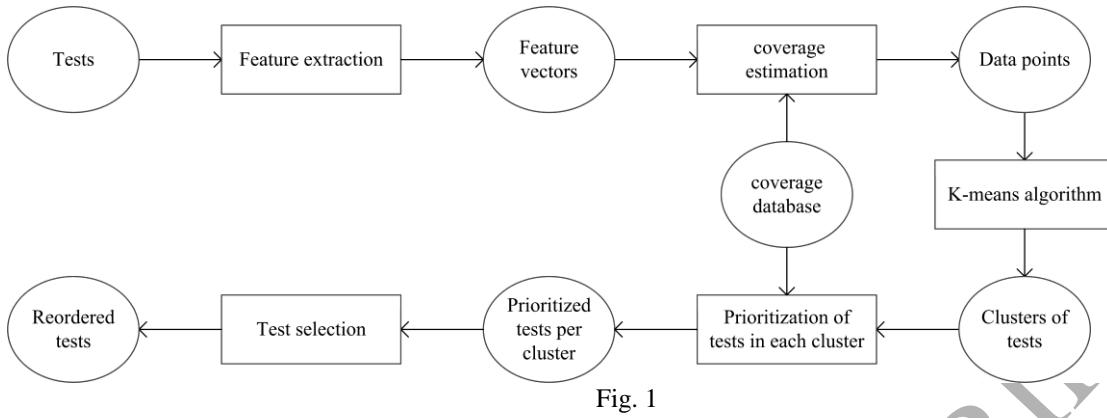 Tests
Feature extraction
Feature
vectors
coverage
estimation
Data points
coverage
database
K-means algorithm
Reordered
tests
Test selection
Prioritized
tests per
cluster
Prioritization of
tests in each cluster
Clusters of
tests
Fig. 1